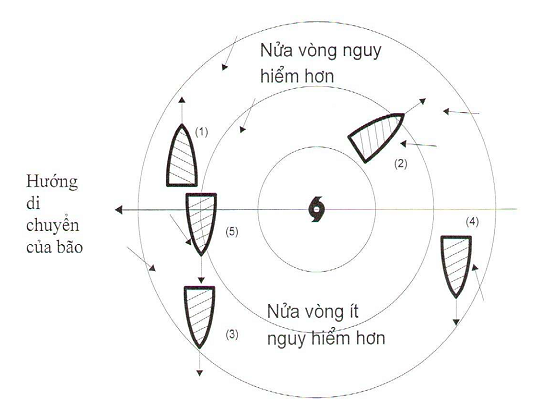 Nửa vòng nguy
hiểm hơn
(1)
(2)
Hướng
di
chuyển
của bão
(4)
(5)
Nửa vòng ít
nguy hiểm hơn
(3)